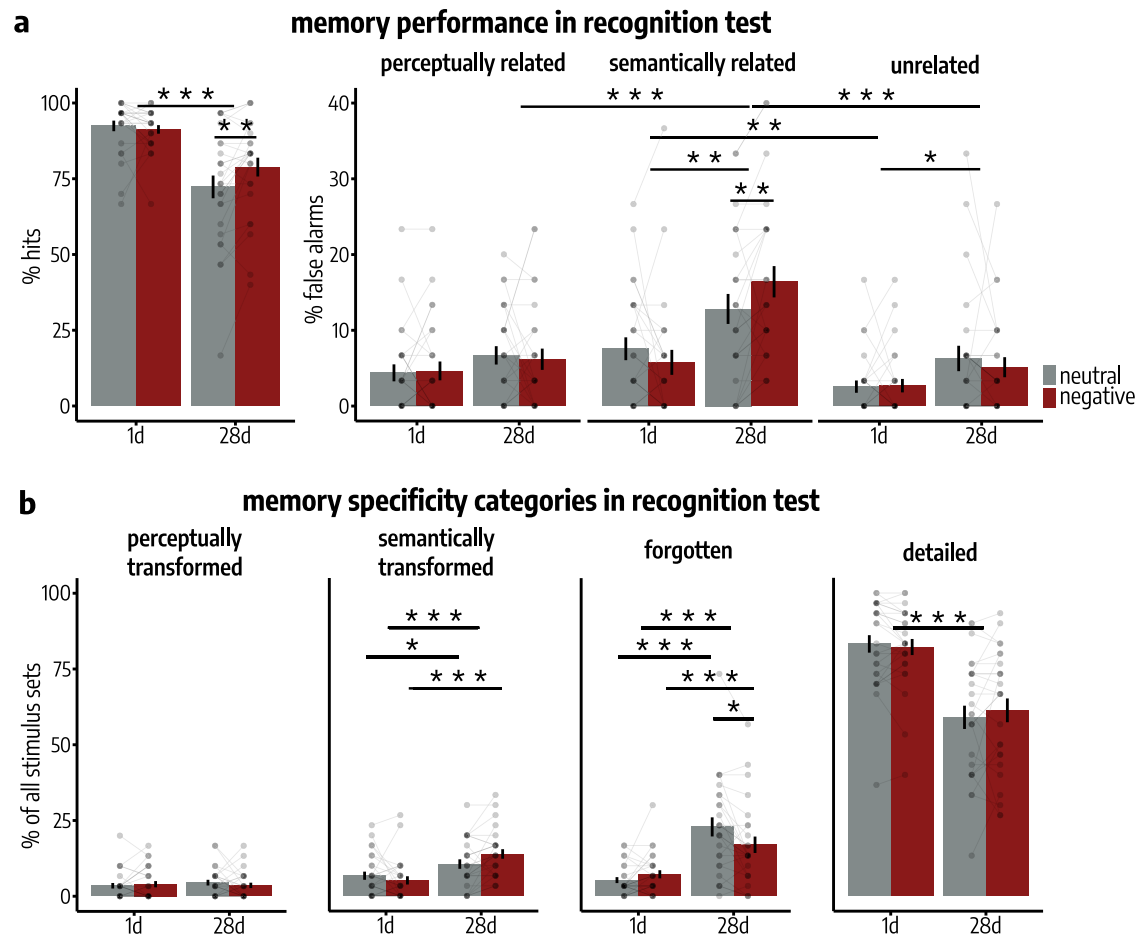 a
memory performance in recognition test
perceptually related
semantically related
unrelated
% hits
100
75
50
25
0
* * *
* *
1d
28d
% false alarms
40
30
20
10
0
* * *
* * *
* *
* *
*
* *
1d
28d
1d
28d
1d
28d
neutral
negative
b
memory specificity categories in recognition test
perceptually
transformed
semantically
transformed
forgotten
detailed
% of all stimulus sets
100
75
50
25
0
* * *
*
* * *
* * *
* * *
* * *
*
* * *
1d
28d
1d
28d
1d
28d
1d
28d